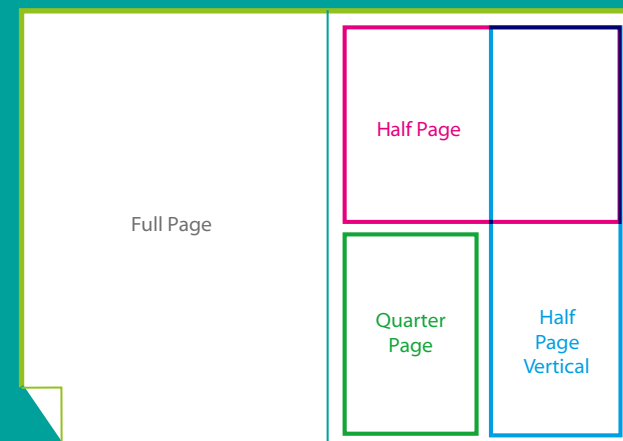 Full Page
Half Page
Quarter
Page
Half
Page
Vertical